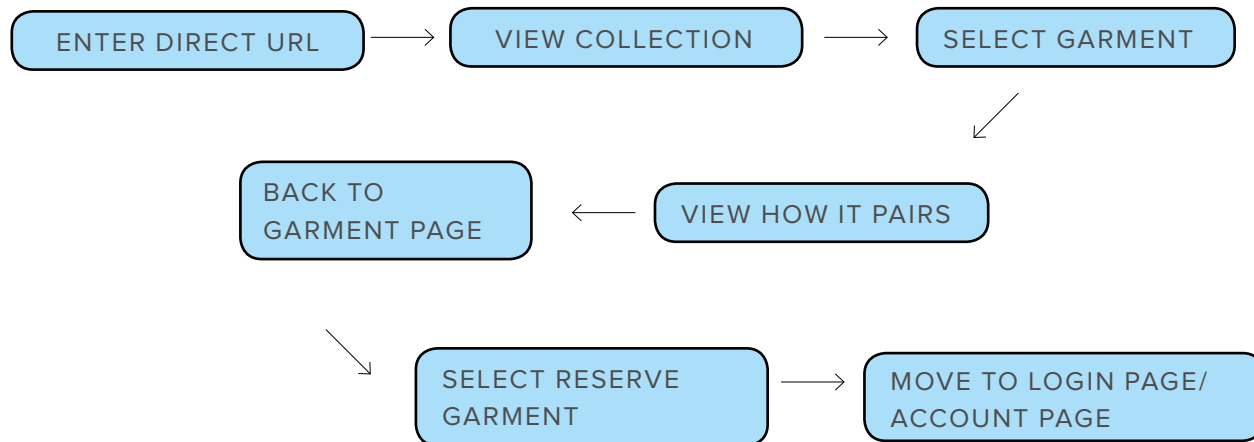 ENTER DIRECT URL
VIEW COLLECTION
SELECT GARMENT
VIEW HOW IT PAIRS
BACK TO
GARMENT PAGE
SELECT RESERVE
GARMENT
MOVE TO LOGIN PAGE/
ACCOUNT PAGE